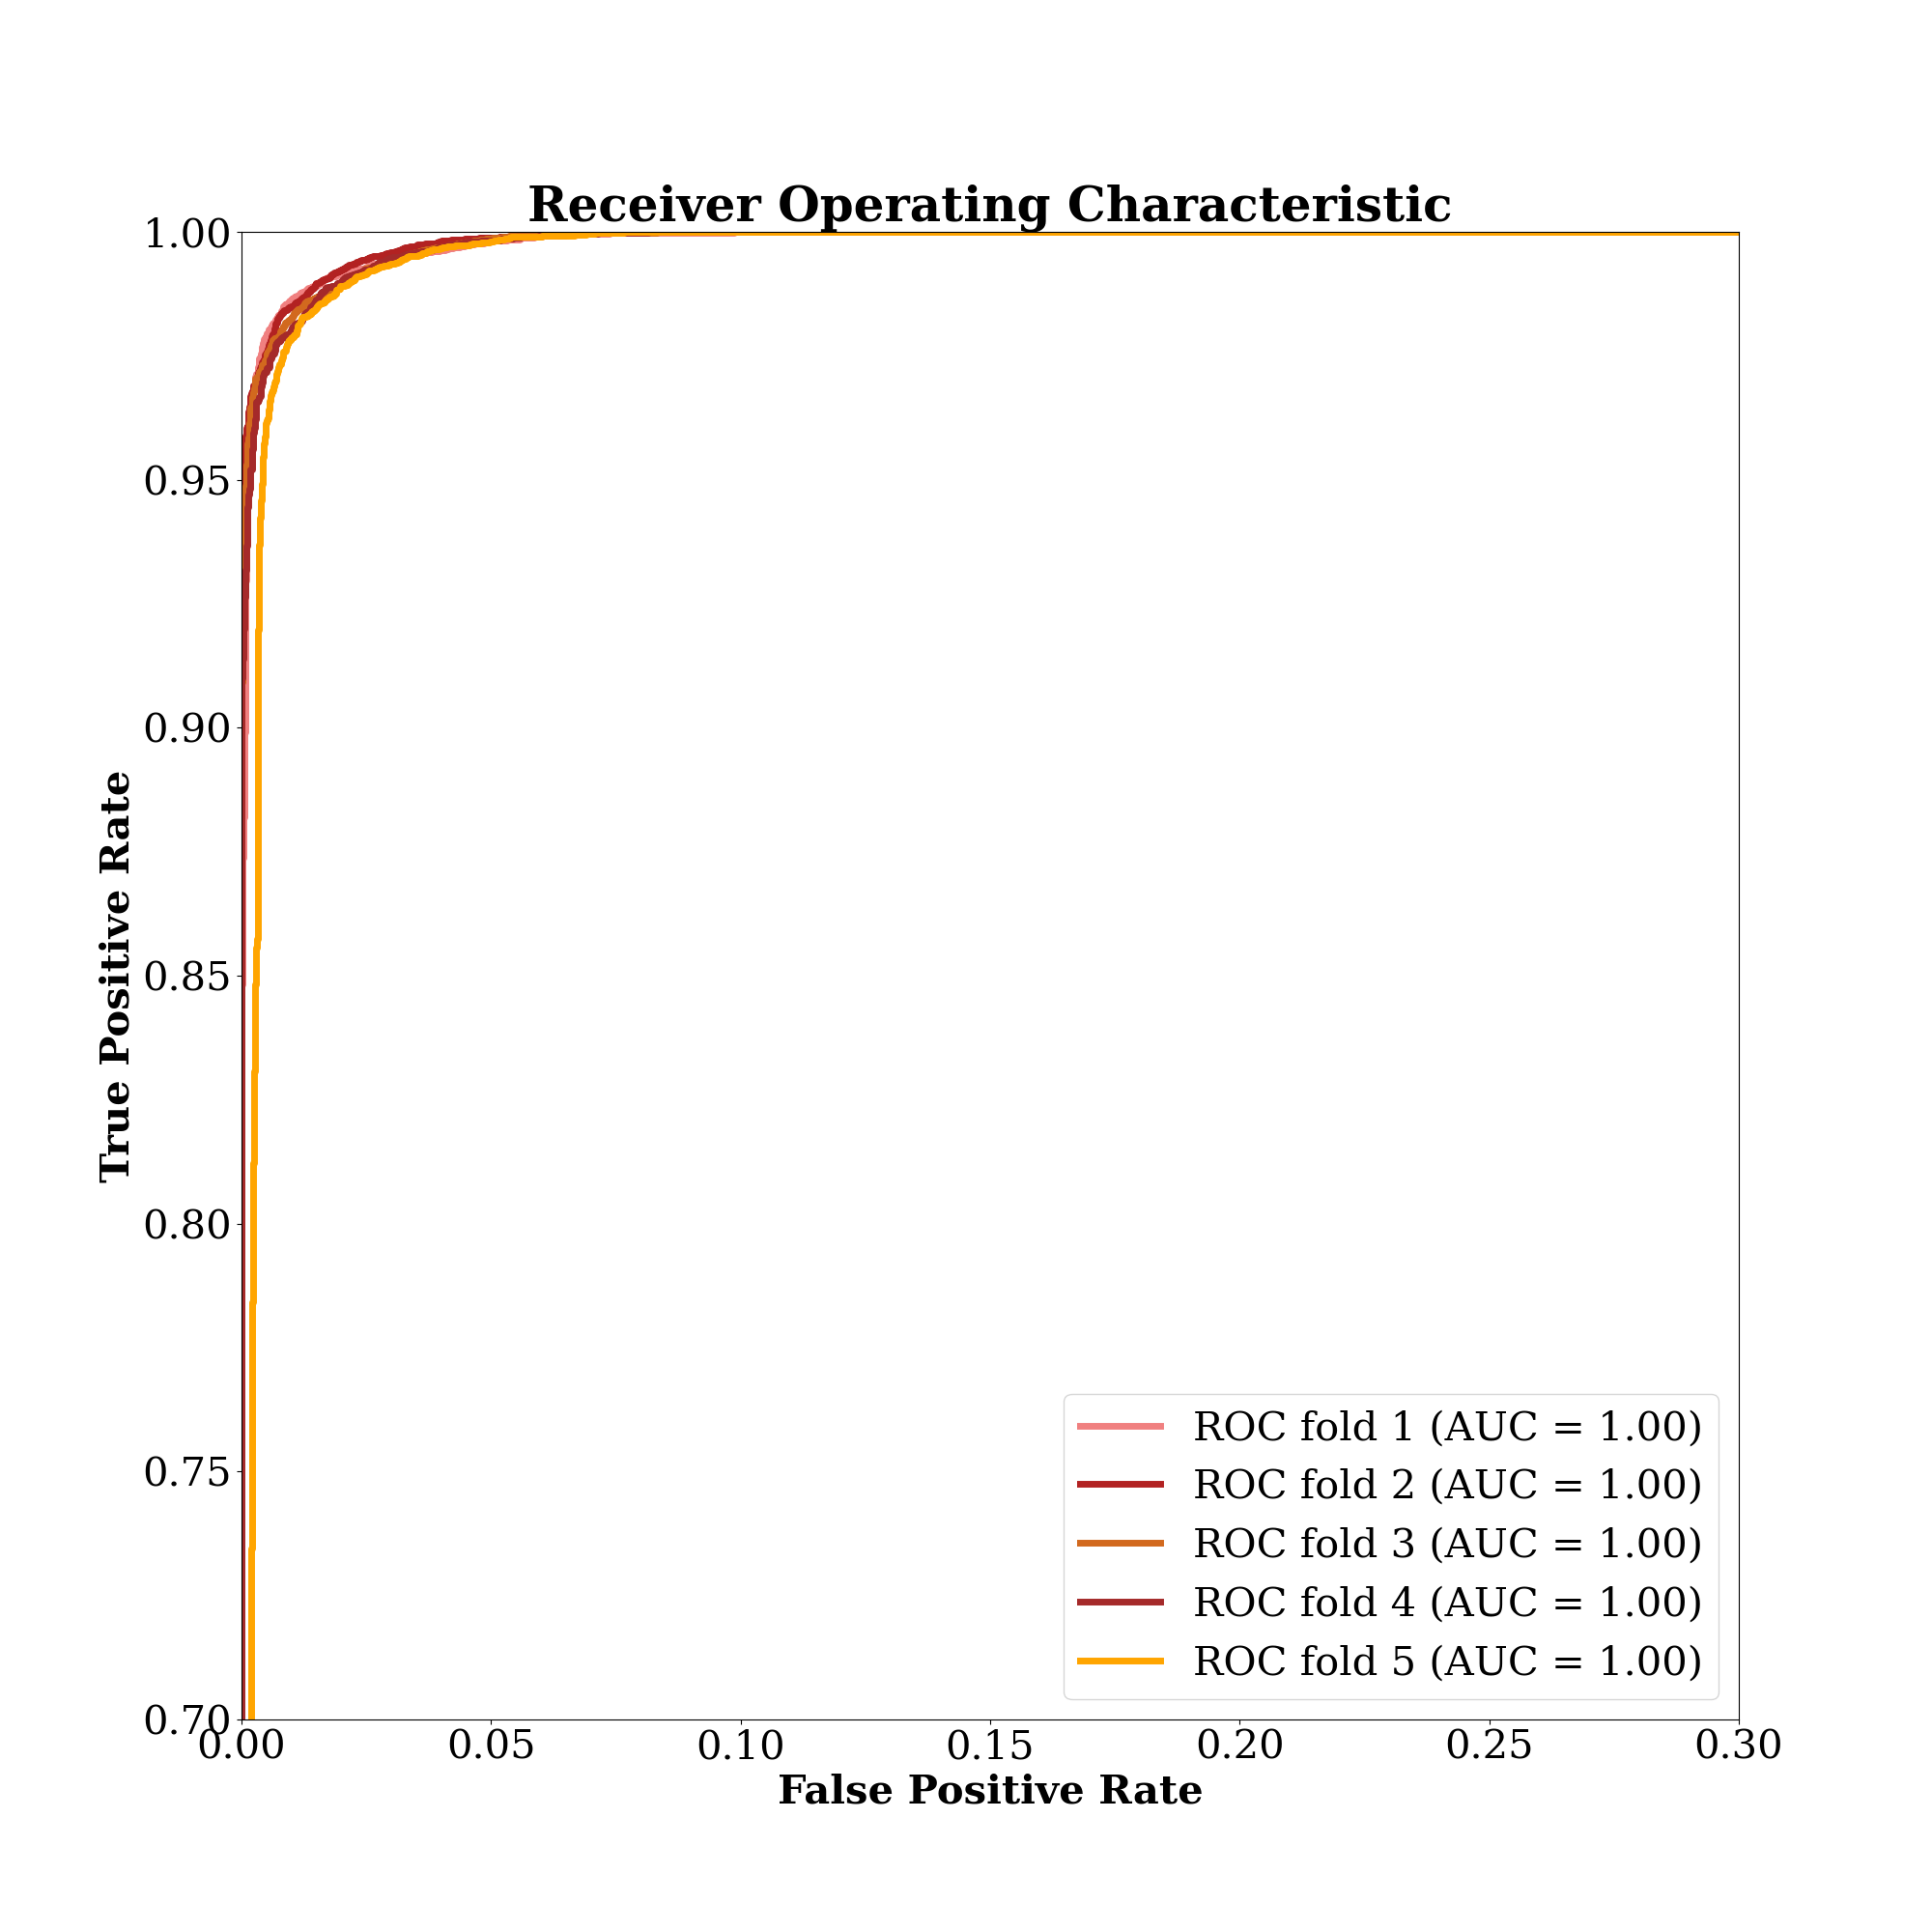 Receiver Operating Characteristic
1.00
0.95
0.90
0.85
0.80
0.75
0.70
True Positive Rate
ROC fold 1 (AUC = 1.00)
ROC fold 2 (AUC = 1.00)
ROC fold 3 (AUC = 1.00)
ROC fold 4 (AUC = 1.00)
ROC fold 5 (AUC = 1.00)
0.00 0.05 0.10 0.15 0.20 0.25 0.30
False Positive Rate